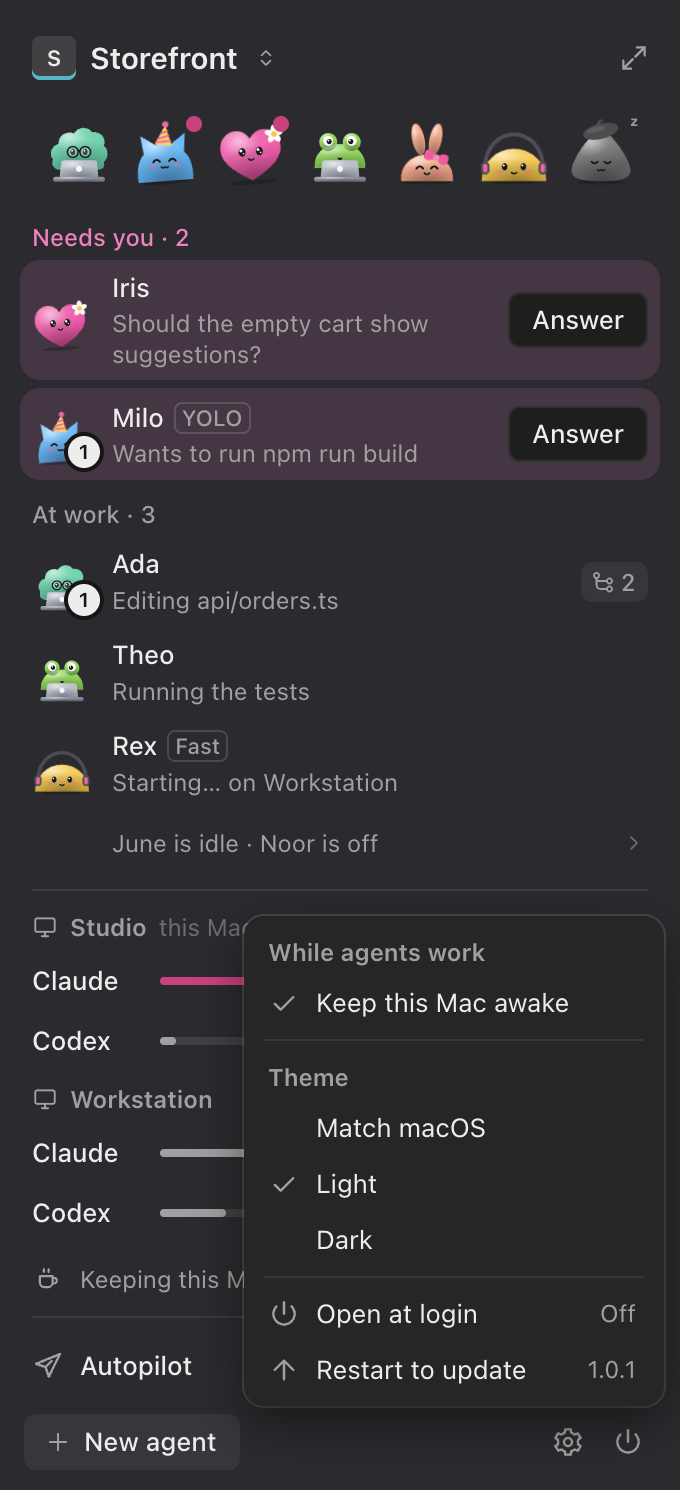 S Storefront
z
Needs you · 2
Iris
Should the empty cart show
suggestions?
Answer
Milo YOLO
1
Wants to run npm run build
Answer
At work · 3
Ada
1
Editing api/orders.ts
2
Theo
Running the tests
Rex Fast
Starting... on Workstation
June is idle · Noor is off
Studio this Mac
Claude
Codex
Workstation
Claude
Codex
Keeping this M
Autopilot
New agent
While agents work
Keep this Mac awake
Theme
Match macOS
Light
Dark
Open at login Off
Restart to update 1.0.1